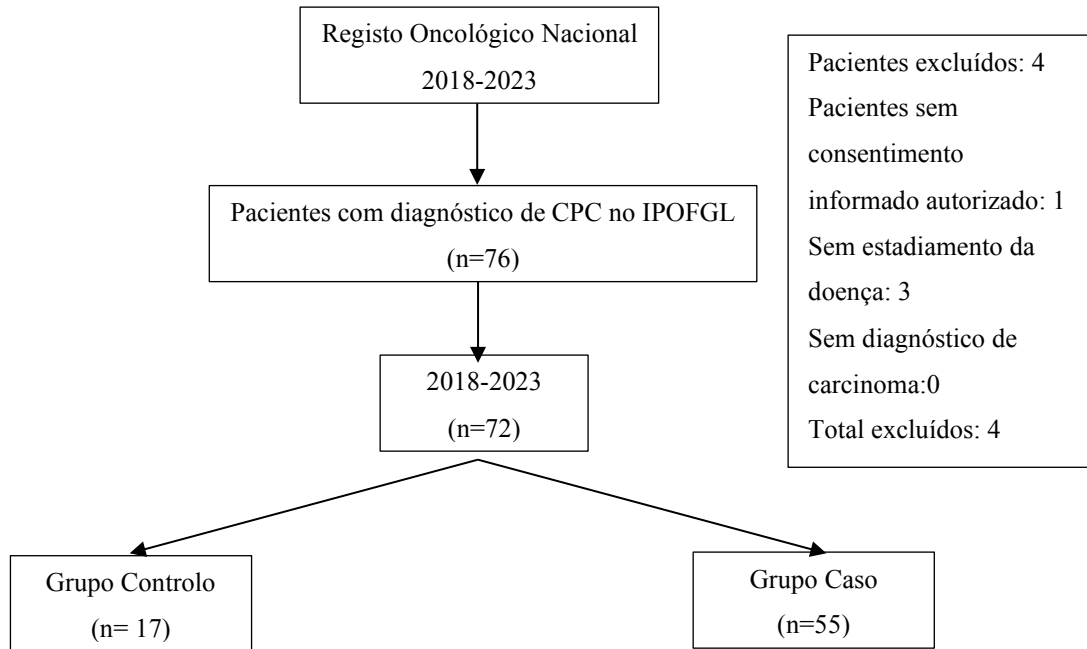 Registo Oncológico Nacional
2018-2023
Pacientes com diagnóstico de CPC no IPOFGL
(n=76)
2018-2023
(n=72)
Grupo Controlo
(n= 17)
Grupo Caso
(n=55)
Pacientes excluídos: 4
Pacientes sem
consentimento
informado autorizado: 1
Sem estadiamento da
doença: 3
Sem diagnóstico de
carcinoma:0
Total excluídos: 4